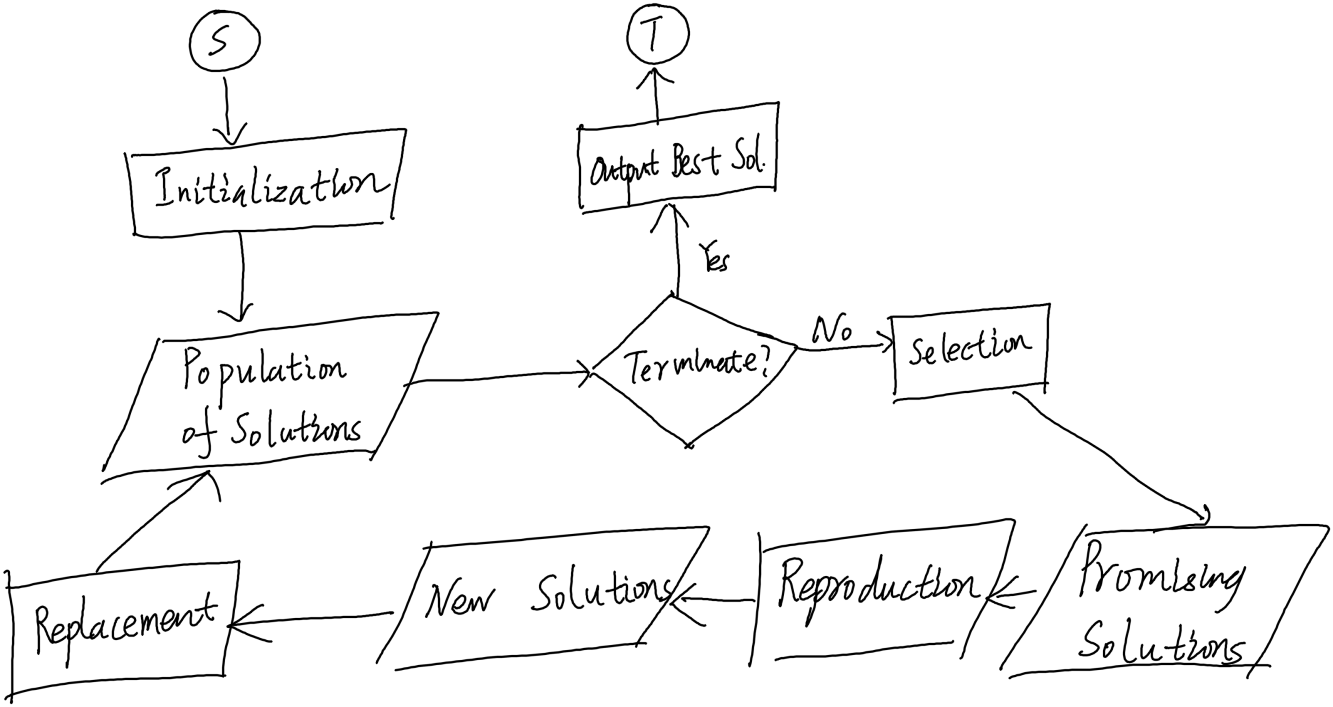 S
T
Initialization
Output Best Sol.
Yes
Population
of Solutions
Terminate?
No
Selection
Replacement
New Solutions
Reproduction
Promising
Solutions